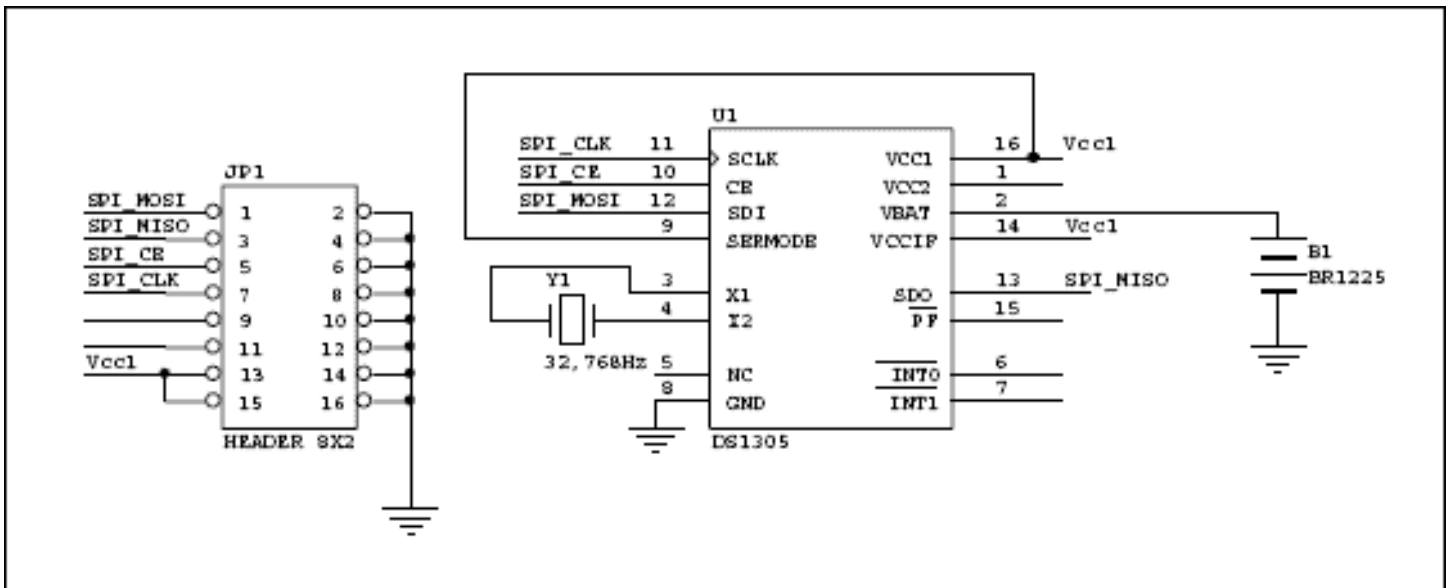 JP1
SPI_MOSI 1 2
SPI_MISO 3 4
SPI_CE 5 6
SPI_CLK 7 8
9 10
11 12
Vcc1 13 14
15 16
HEADER 8X2
U1
SPI_CLK 11 SCLK VCC1 16 Vcc1
SPI_CE 10 CE VCC2 1
SPI_MOSI 12 SDI VBAT 2
9 SERMODE VCCIF 14 Vcc1
Y1
3 X1 SDO 13 SPI_MISO
4 X2 PF 15
32,768Hz
5 NC INT0 6
8 GND INT1 7
DS1305
B1
BR1225